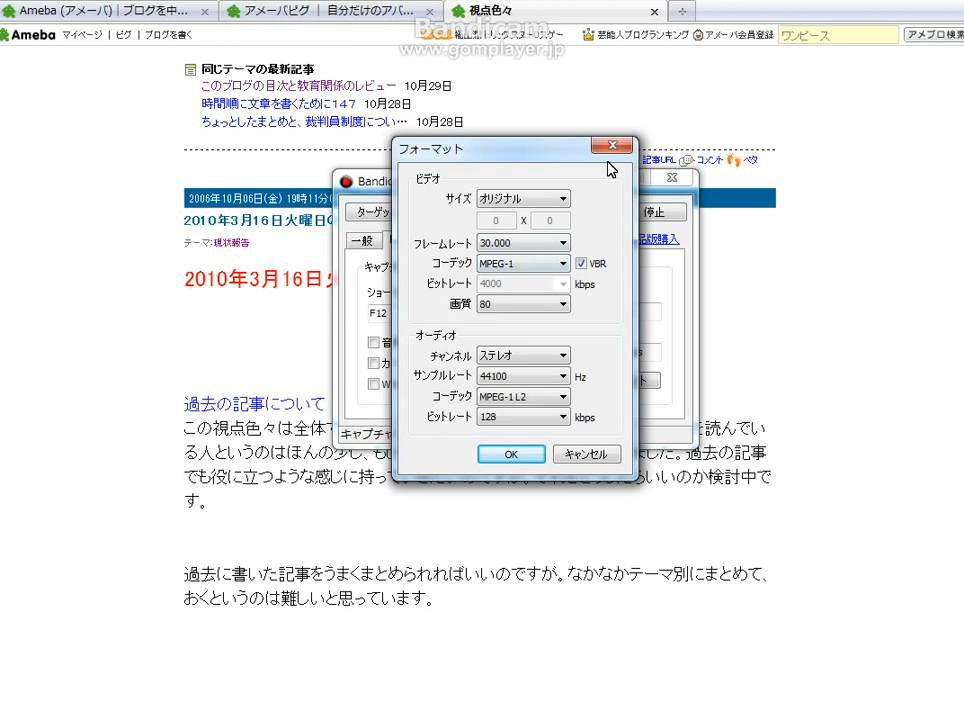 Ameba (アメーバ) | ブログを中...
アメーバピグ | 自分だけのアバ...
視点色々
Bandicam
www.gomplayer.jp
Ameba マイページ | ピグ | ブログを書く
芸能人ブログランキング
アメーバ会員登録
ワンピース
アメブロ検索
同じテーマの最新記事
このブログの目次と教育関係のレビュー 10月29日
時間順に文章を書くために147 10月28日
ちょっとしたまとめと、裁判員制度につい… 10月28日
記事URL コメント ペタ
2006年10月06日(金) 19時11分
2010年3月16日火曜日の
テーマ:現状報告
2010年3月16日火
Bandic
ターゲッ
停止
一般
品版購入
キャプ
ショー
F12
音
カ
W
キャプチャ
フォーマット
ビデオ
サイズ オリジナル
0 X 0
フレームレート 30.000
コーデック MPEG-1 VBR
ビットレート 4000 kbps
画質 80
オーディオ
チャンネル ステレオ
サンプルレート 44100 Hz
コーデック MPEG-1 L2
ビットレート 128 kbps
OK キャンセル
過去の記事について
この視点色々は全体で
を読んでい
る人というのはほんの少し、も
ました。過去の記事
でも役に立つような感じに持っ
いいのか検討中で
す。
過去に書いた記事をうまくまとめられればいいのですが。なかなかテーマ別にまとめて、
おくというのは難しいと思っています。